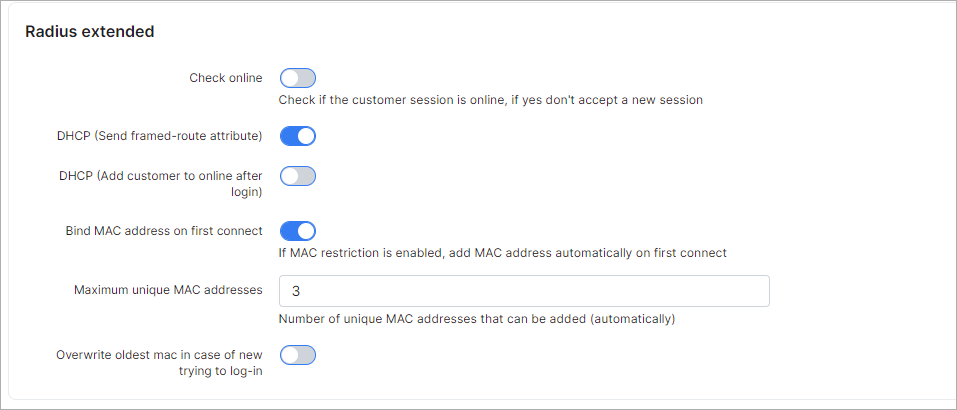 Radius extended
Check online
Check if the customer session is online, if yes don't accept a new session
DHCP (Send framed-route attribute)
DHCP (Add customer to online after
login)
Bind MAC address on first connect
If MAC restriction is enabled, add MAC address automatically on first connect
Maximum unique MAC addresses
3
Number of unique MAC addresses that can be added (automatically)
Overwrite oldest mac in case of new
trying to log-in